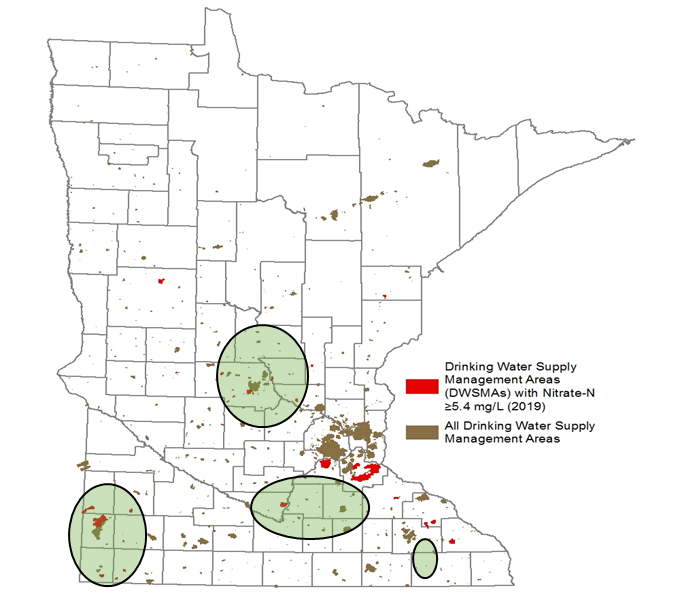 Drinking Water Supply
Management Areas
(DWSMAs) with Nitrate-N
≥5.4 mg/L (2019)
All Drinking Water Supply
Management Areas